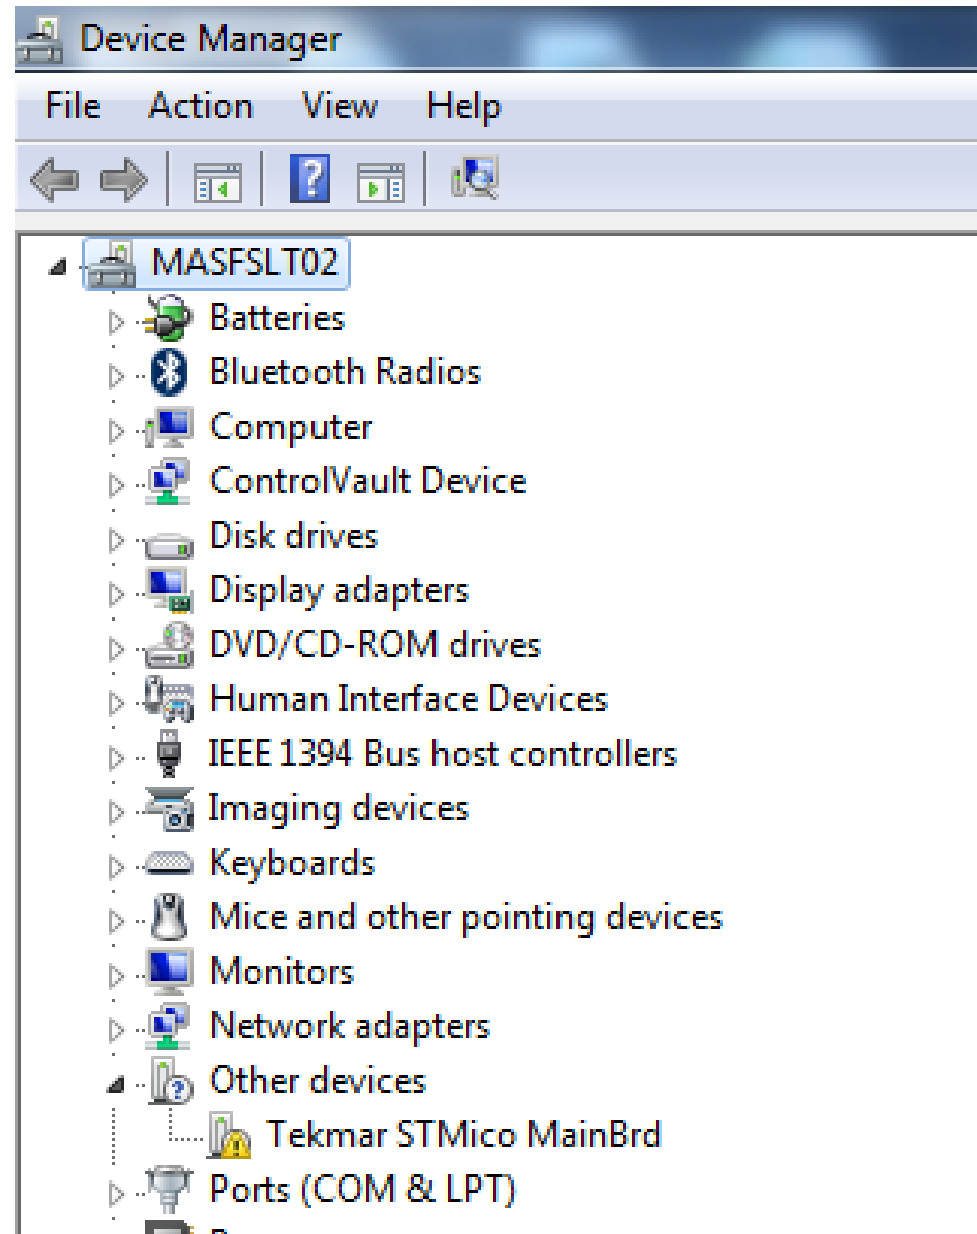 Device Manager
File Action View Help
MASFSLT02
Batteries
Bluetooth Radios
Computer
ControlVault Device
Disk drives
Display adapters
DVD/CD-ROM drives
Human Interface Devices
IEEE 1394 Bus host controllers
Imaging devices
Keyboards
Mice and other pointing devices
Monitors
Network adapters
Other devices
Tekmar STMico MainBrd
Ports (COM & LPT)